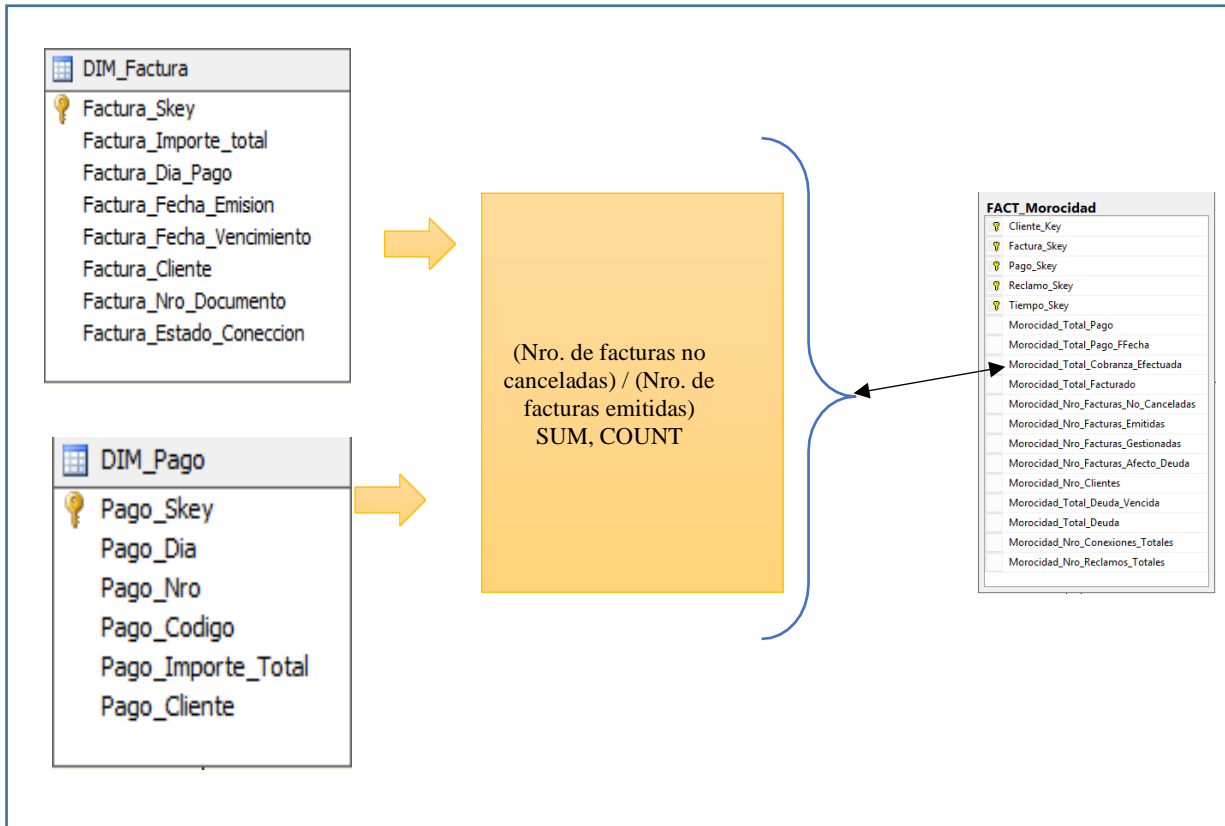 DIM_Factura
Factura_Skey
Factura_Importe_total
Factura_Dia_Pago
Factura_Fecha_Emision
Factura_Fecha_Vencimiento
Factura_Cliente
Factura_Nro_Documento
Factura_Estado_Coneccion
DIM_Pago
Pago_Skey
Pago_Dia
Pago_Nro
Pago_Codigo
Pago_Importe_Total
Pago_Cliente
(Nro. de facturas no
canceladas) / (Nro. de
facturas emitidas)
SUM, COUNT
FACT_Morocidad
Cliente_Key
Factura_Skey
Pago_Skey
Reclamo_Skey
Tiempo_Skey
Morocidad_Total_Pago
Morocidad_Total_Pago_FFecha
Morocidad_Total_Cobranza_Efectuada
Morocidad_Total_Facturado
Morocidad_Nro_Facturas_No_Canceladas
Morocidad_Nro_Facturas_Emitidas
Morocidad_Nro_Facturas_Gestionadas
Morocidad_Nro_Facturas_Afecto_Deuda
Morocidad_Nro_Clientes
Morocidad_Total_Deuda_Vencida
Morocidad_Total_Deuda
Morocidad_Nro_Conexiones_Totales
Morocidad_Nro_Reclamos_Totales